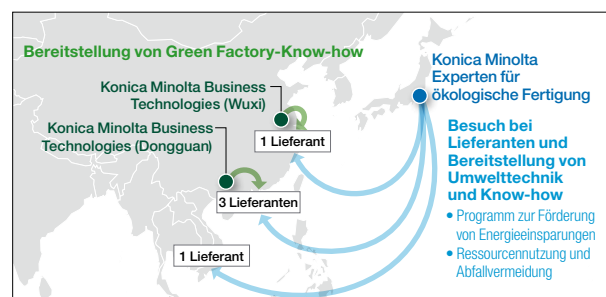 Bereitstellung von Green Factory-Know-how
Konica Minolta Business
Technologies (Wuxi)
1 Lieferant
Konica Minolta Business
Technologies (Dongguan)
3 Lieferanten
1 Lieferant
Konica Minolta
Experten für
ökologische Fertigung
Besuch bei
Lieferanten und
Bereitstellung von
Umwelttechnik
und Know-how
• Programm zur Förderung
von Energieeinsparungen
• Ressourcennutzung und
Abfallvermeidung